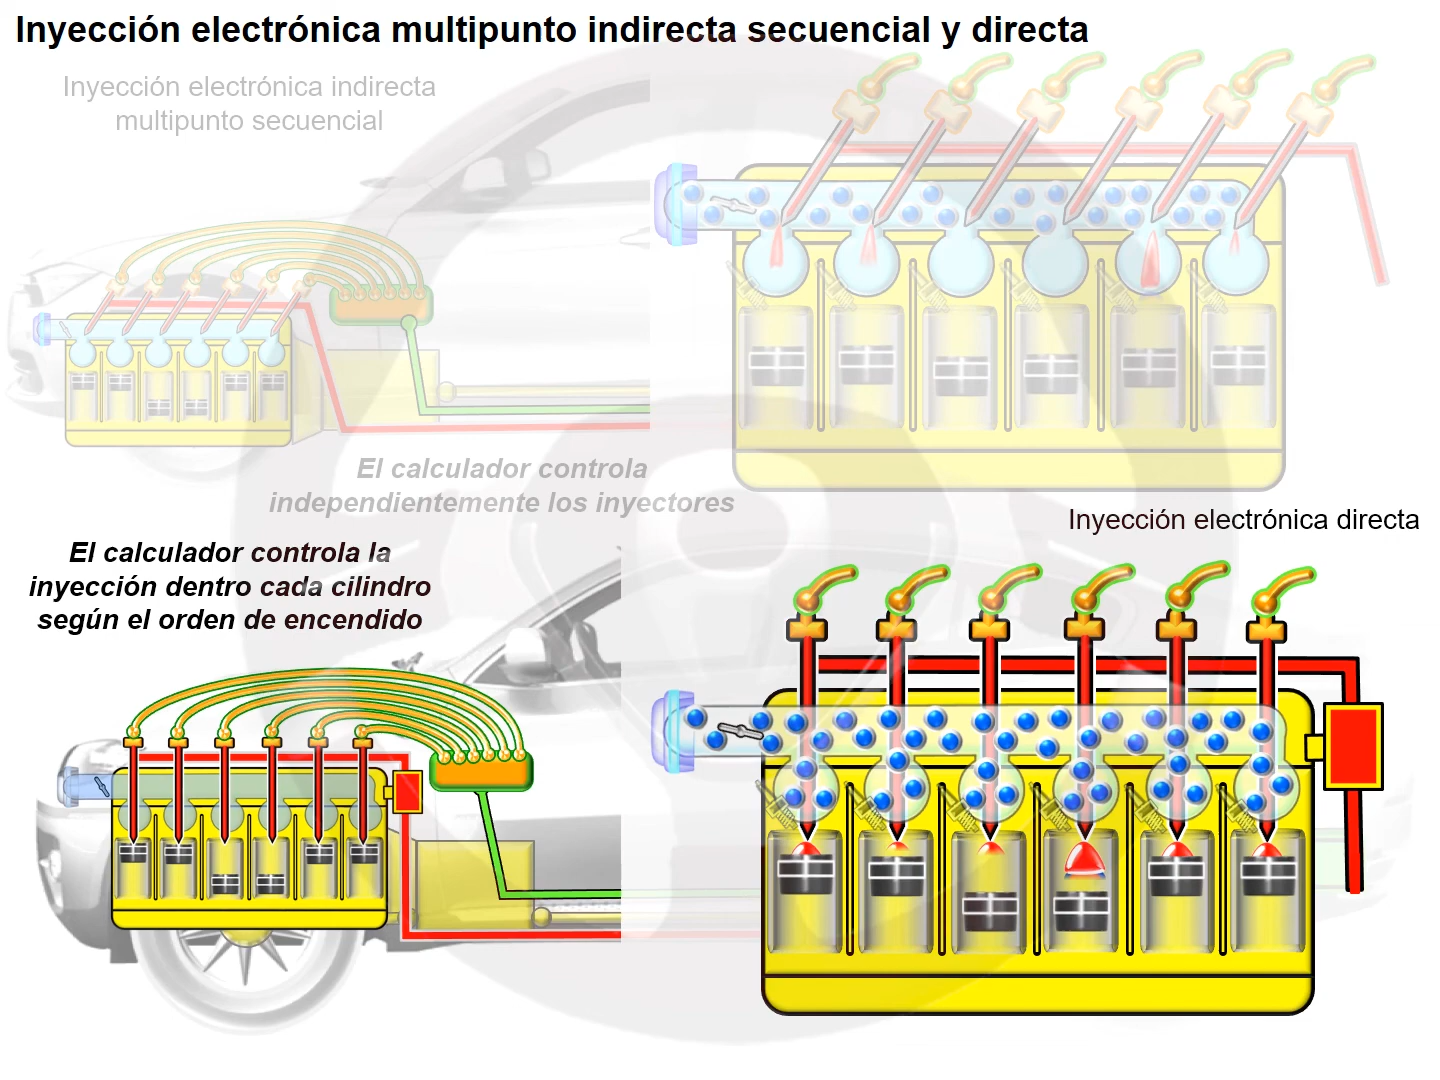 Inyección electrónica multipunto indirecta secuencial y directa
Inyección electrónica indirecta
multipunto secuencial
El calculador controla
independientemente los inyectores
Inyección electrónica directa
El calculador controla la
inyección dentro cada cilindro
según el orden de encendido